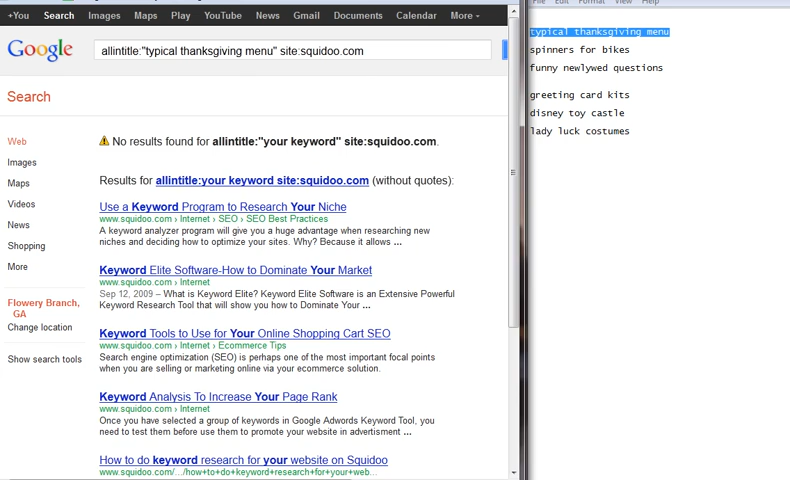 +You Search Images Maps Play YouTube News Gmail Documents Calendar More
Google
allintitle:"typical thanksgiving menu" site:squidoo.com
Search
Web
Images
Maps
Videos
News
Shopping
More
Flowery Branch,
GA
Change location
Show search tools
No results found for allintitle:"your keyword" site:squidoo.com.
Results for allintitle:your keyword site:squidoo.com (without quotes):
Use a Keyword Program to Research Your Niche
www.squidoo.com › Internet › SEO › SEO Best Practices
A keyword analyzer program will give you a huge advantage when researching new
niches and deciding how to optimize your sites. Why? Because it allows ...
Keyword Elite Software-How to Dominate Your Market
www.squidoo.com › Internet
Sep 12, 2009 – What is Keyword Elite? Keyword Elite Software is an Extensive Powerful
Keyword Research Tool that will show you how to Dominate Your ...
Keyword Tools to Use for Your Online Shopping Cart SEO
www.squidoo.com › Internet › Ecommerce Tips
Search engine optimization (SEO) is perhaps one of the most important focal points
when you are selling or marketing online via your ecommerce solution.
Keyword Analysis To Increase Your Page Rank
www.squidoo.com › Internet
Once you have selected a group of keywords in Google Adwords Keyword Tool, you
need to test them before use them to promote your website in advertisment ...
How to do keyword research for your website on Squidoo
www.squidoo.com/.../how+to+do+keyword+research+for+your+web...
File Edit Format View Help
typical thanksgiving menu
spinners for bikes
funny newlywed questions
greeting card kits
disney toy castle
lady luck costumes